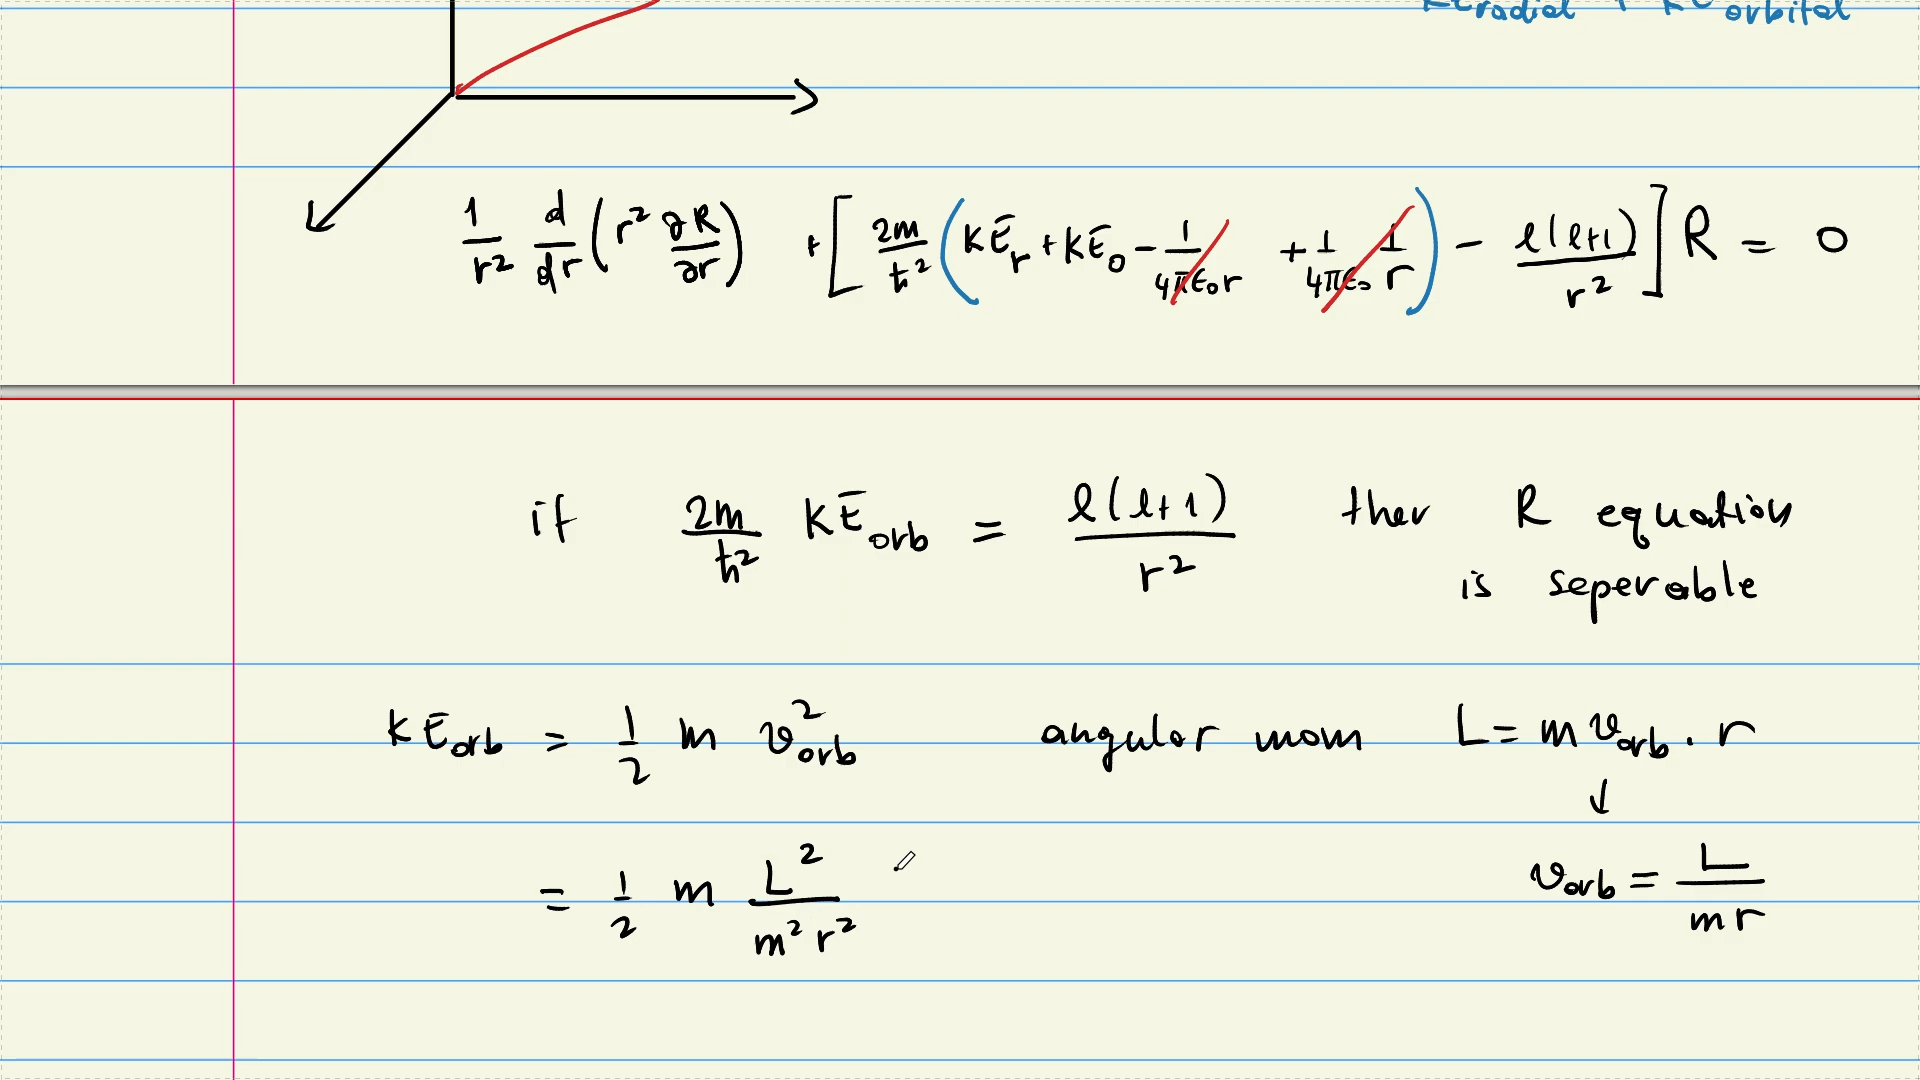 KE radial + KE orbital
1/r² d/dr (r² ∂R/∂r) + [2m/ħ² (KE_r + KE_o - 1/4πϵ₀r + 1/4πϵ₀ 1/r) - l(l+1)/r²] R = 0
if 2m/ħ² KE_orb = l(l+1)/r² then R equation
is seperable
KE_orb = 1/2 m v²_orb angular mom L = m v_orb . r
↓
= 1/2 m L²/m²r² v_orb = L/mr